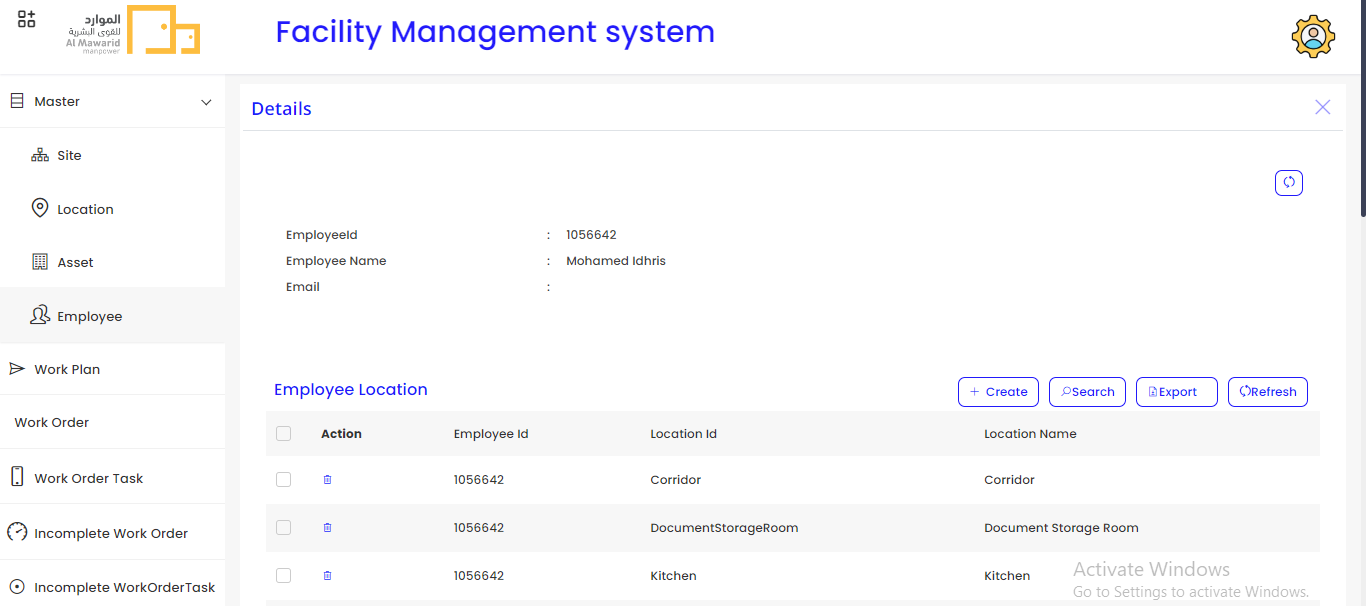 الموارد
للقوى البشرية
Al Mawarid
manpower
Facility Management system
Master
Site
Location
Asset
Employee
Work Plan
Work Order
Work Order Task
Incomplete Work Order
Incomplete WorkOrderTask
Details
EmployeeId : 1056642
Employee Name : Mohamed Idhris
Email :
Employee Location
+ Create Search Export Refresh
Action Employee Id Location Id Location Name
1056642 Corridor Corridor
1056642 DocumentStorageRoom Document Storage Room
1056642 Kitchen Kitchen
Activate Windows
Go to Settings to activate Windows.